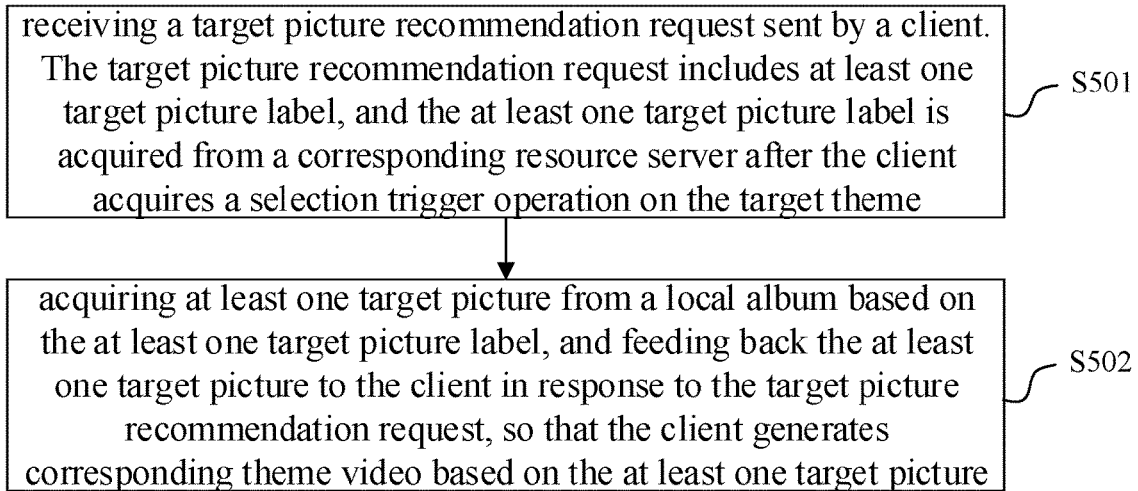 receiving a target picture recommendation request sent by a client.
The target picture recommendation request includes at least one
target picture label, and the at least one target picture label is
acquired from a corresponding resource server after the client
acquires a selection trigger operation on the target theme
S501
acquiring at least one target picture from a local album based on
the at least one target picture label, and feeding back the at least
one target picture to the client in response to the target picture
recommendation request, so that the client generates
corresponding theme video based on the at least one target picture
S502